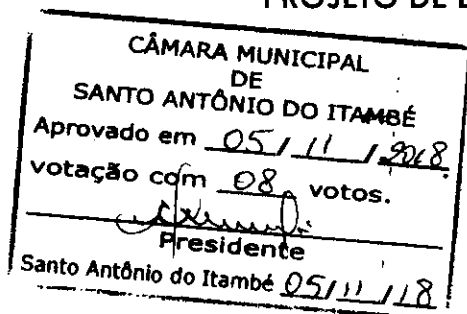 PROJETO DE
CÂMARA MUNICIPAL
DE
SANTO ANTÔNIO DO ITAMBÉ
Aprovado em 05/11/2018.
votação com 08 votos.
Presidente
Santo Antônio do Itambé 05/11/18